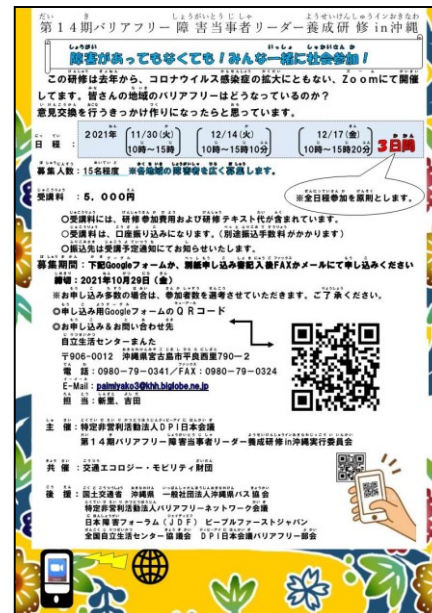 第１４期バリアフリー障害当事者リーダー養成研修in沖縄
障害があってもなくても！みんな一緒に社会参加！
この研修は去年から、コロナウイルス感染症の拡大にともない、Ｚｏｏｍにて開催
してます。皆さんの地域のバリアフリーはどうなっているのか？
意見交換を行うきっかけ作りになったらと思っています。
日程：
2021年
11/30(火)
10時～15時
12/14(火)
10時～15時10分
12/17(金)
10時～15時20分
3日間
募集人数：15名程度 ※各地域の障害者を広く募集します。
※全日程参加を原則とします。
受講料：５，０００円
○受講料には、研修参加費用および研修テキスト代が含まれています。
○受講料は、口座振り込みになります。（別途振込手数料がかかります）
○振込先は受講予定通知にてお知らせいたします。
募集期間：下記Googleフォームか、別紙申し込み書記入後FAXかメールにて申し込みください
締切：2021年10月29日（金）
※お申し込み多数の場合は、参加者数を選考させていただきます。ご了承ください。
○申し込み用GoogleフォームのＱＲコード
○お申し込み＆お問い合わせ先
自立生活センターまんた
〒906-0012 沖縄県宮古島市平良西里790－2
電話：0980－79－0341／FAX：0980－79－0324
E-Mail：palmiyako3@khh.biglobe.ne.jp
担当：新里、吉田
主催：特定非営利活動法人ＤＰＩ日本会議
第１４期バリアフリー障害当事者リーダー養成研修in沖縄実行委員会
共催：交通エコロジー・モビリティ財団
後援：国土交通省 沖縄県 一般社団法人沖縄県バス協会
特定非営利活動法人バリアフリーネットワーク会議
日本障害フォーラム（ＪＤＦ） ピープルファーストジャパン
全国自立生活センター協議会 ＤＰＩ日本会議バリアフリー部会